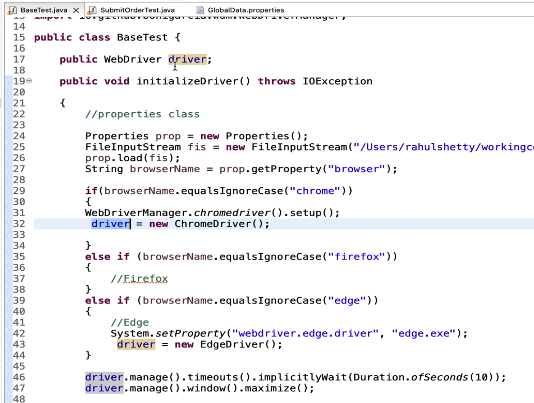 BaseTest.java SubmitOrderTest.java GlobalData.properties
14
15 public class BaseTest {
16
17 public WebDriver driver;
18
19 public void initializeDriver() throws IOException
20
21 {
22 //properties class
23
24 Properties prop = new Properties();
25 FileInputStream fis = new FileInputStream("/Users/rahulshetty/workingco
26 prop.load(fis);
27 String browserName = prop.getProperty("browser");
28
29 if(browserName.equalsIgnoreCase("chrome"))
30 {
31 WebDriverManager.chromedriver().setup();
32 driver = new ChromeDriver();
33
34 }
35 else if (browserName.equalsIgnoreCase("firefox"))
36 {
37 //Firefox
38 }
39 else if (browserName.equalsIgnoreCase("edge"))
40 {
41 //Edge
42 System.setProperty("webdriver.edge.driver", "edge.exe");
43 driver = new EdgeDriver();
44 }
45
46 driver.manage().timeouts().implicitlyWait(Duration.ofSeconds(10));
47 driver.manage().window().maximize();
48